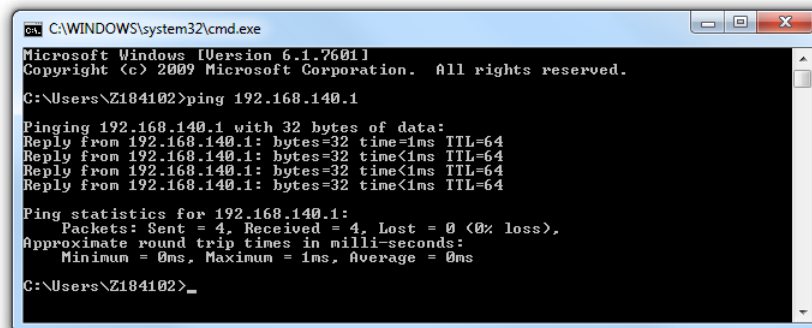 C:\WINDOWS\system32\cmd.exe
Microsoft Windows [Version 6.1.7601]
Copyright (c) 2009 Microsoft Corporation.  All rights reserved.
C:\Users\Z184102>ping 192.168.140.1
Pinging 192.168.140.1 with 32 bytes of data:
Reply from 192.168.140.1: bytes=32 time=1ms TTL=64
Reply from 192.168.140.1: bytes=32 time<1ms TTL=64
Reply from 192.168.140.1: bytes=32 time<1ms TTL=64
Reply from 192.168.140.1: bytes=32 time<1ms TTL=64
Ping statistics for 192.168.140.1:
    Packets: Sent = 4, Received = 4, Lost = 0 (0% loss),
Approximate round trip times in milli-seconds:
    Minimum = 0ms, Maximum = 1ms, Average = 0ms
C:\Users\Z184102>_